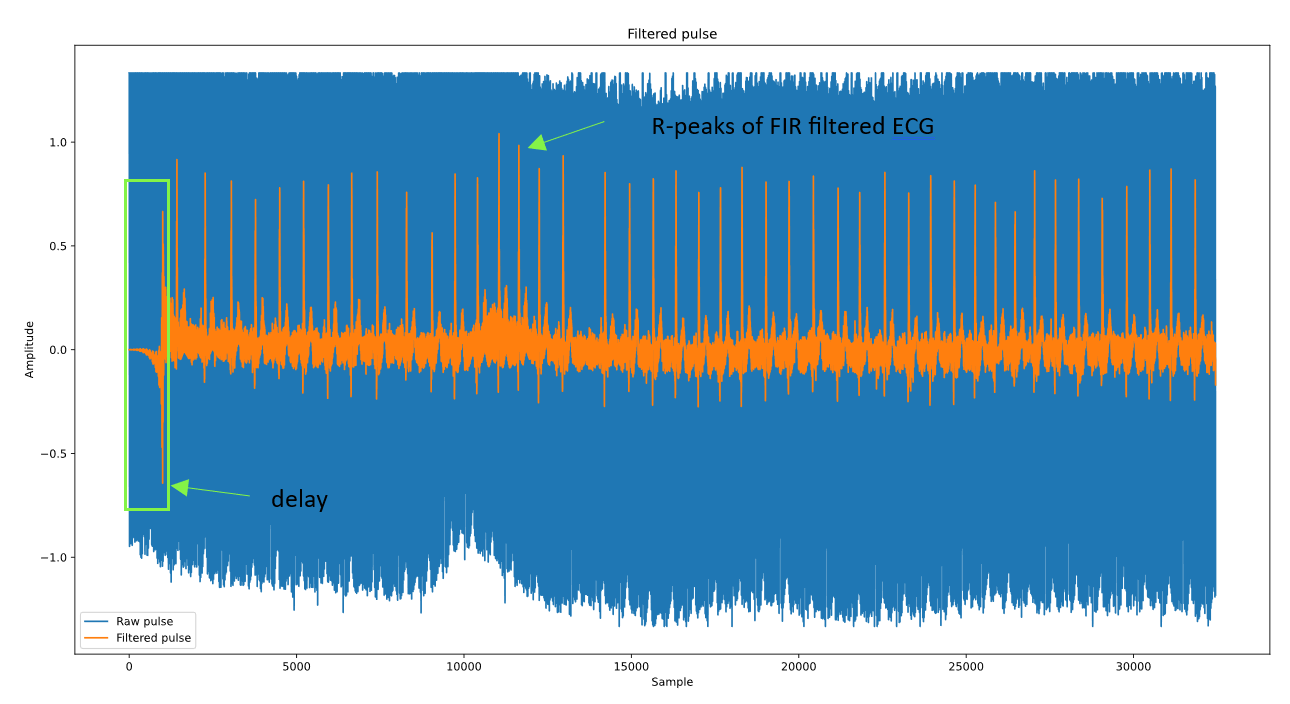 Filtered pulse
R-peaks of FIR filtered ECG
delay
Amplitude
1.0
0.5
0.0
−0.5
−1.0
Raw pulse
Filtered pulse
0 5000 10000 15000 20000 25000 30000
Sample